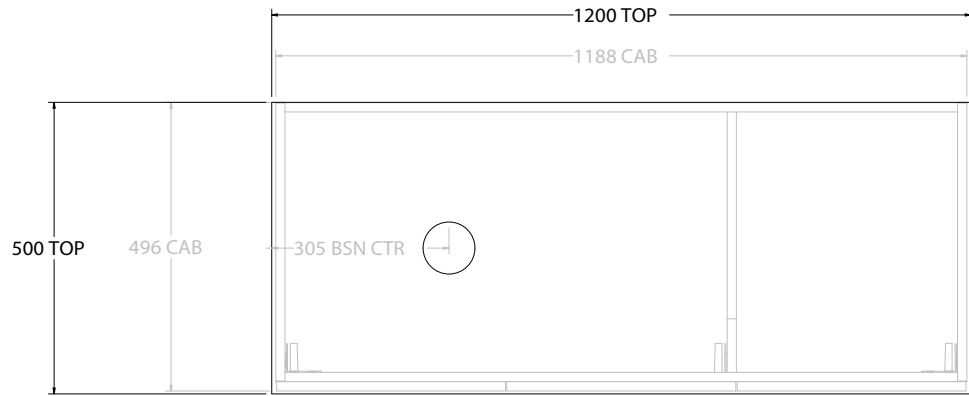 1200 TOP
1188 CAB
500 TOP
496 CAB
305 BSN CTR